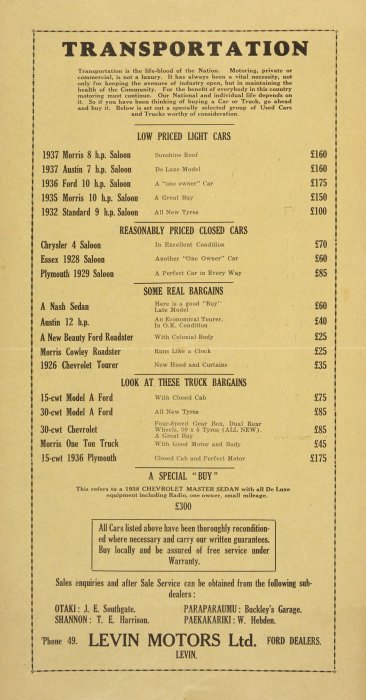 TRANSPORTATION
Transportation is the life-blood of the Nation. Motoring, private or
commercial, is not a luxury. It has always been a vital necessity, not
only for keeping the avenues of industry open, but in maintaining the
health of the Community. For the benefit of everybody in this country
motoring must continue. Our National and individual life depends on
it. So if you have been thinking of buying a Car or Truck, go ahead
and buy it. Below is set out a specially selected group of Used Cars
and Trucks worthy of consideration.
LOW PRICED LIGHT CARS
1937 Morris 8 h.p. Saloon Sunshine Roof £160
1937 Austin 7 h.p. Saloon De Luxe Model £160
1936 Ford 10 h.p. Saloon A "one owner" Car £175
1935 Morris 10 h.p. Saloon A Great Buy £150
1932 Standard 9 h.p. Saloon All New Tyres £100
REASONABLY PRICED CLOSED CARS
Chrysler 4 Saloon In Excellent Condition £70
Essex 1928 Saloon Another "One Owner" Car £60
Plymouth 1929 Saloon A Perfect Car in Every Way £85
SOME REAL BARGAINS
A Nash Sedan Here is a good "Buy" £60
Late Model
Austin 12 h.p. An Economical Tourer. £40
In O.K. Condition
A New Beauty Ford Roadster With Colonial Body £25
Morris Cowley Roadster Runs Like a Clock £25
1926 Chevrolet Tourer New Hood and Curtains £35
LOOK AT THESE TRUCK BARGAINS
15-cwt Model A Ford With Closed Cab £75
30-cwt Model A Ford All New Tyres £85
30-cwt Chevrolet Four-Speed Gear Box, Dual Rear
Wheels, 30 x 5 Tyres (ALL NEW). £85
A Great Buy
Morris One Ton Truck With Good Motor and Body £45
15-cwt 1936 Plymouth Closed Cab and Perfect Motor £175
A SPECIAL "BUY"
This refers to a 1938 CHEVROLET MASTER SEDAN with all De Luxe
equipment including Radio, one owner, small mileage.
£300
All Cars listed above have been thoroughly recondition-
ed where necessary and carry our written guarantees.
Buy locally and be assured of free service under
Warranty.
Sales enquiries and after Sale Service can be obtained from the following sub-
dealers:
OTAKI: J. E. Southgate. PARAPARAUMU: Buckley's Garage.
SHANNON: T. E. Harrison. PAEKAKARIKI: W. Hebden.
'Phone 49. LEVIN MOTORS Ltd. FORD DEALERS.
LEVIN.